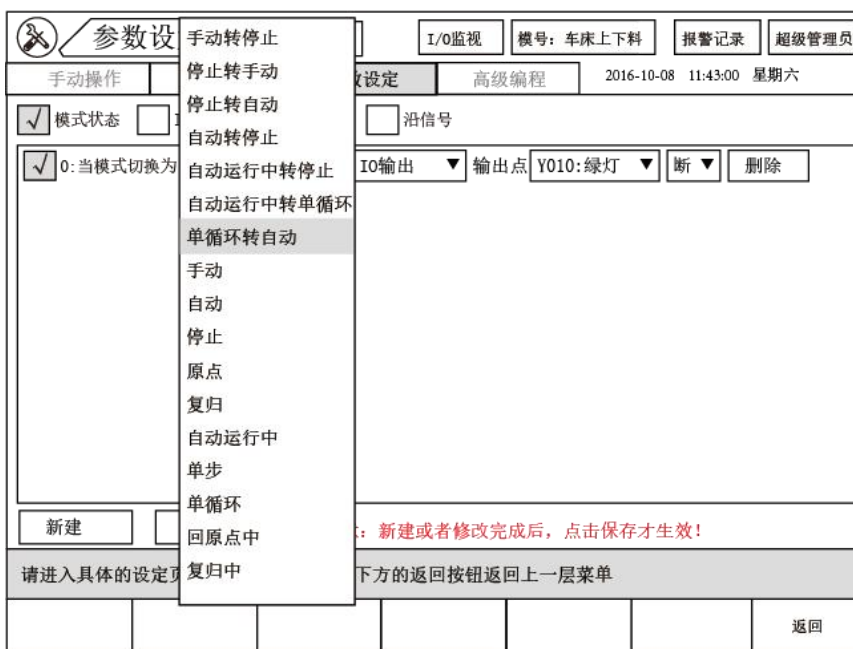 参数设
I/O监视
模号：车床上下料
报警记录
超级管理员
手动操作
数设定
高级编程
2016-10-08 11:43:00 星期六
模式状态
沿信号
0:当模式切换为
IO输出
输出点
Y010:绿灯
断
删除
手动转停止
停止转手动
停止转自动
自动转停止
自动运行中转停止
自动运行中转单循环
单循环转自动
手动
自动
停止
原点
复归
自动运行中
单步
单循环
回原点中
复归中
新建
：新建或者修改完成后，点击保存才生效！
请进入具体的设定页
下方的返回按钮返回上一层菜单
返回